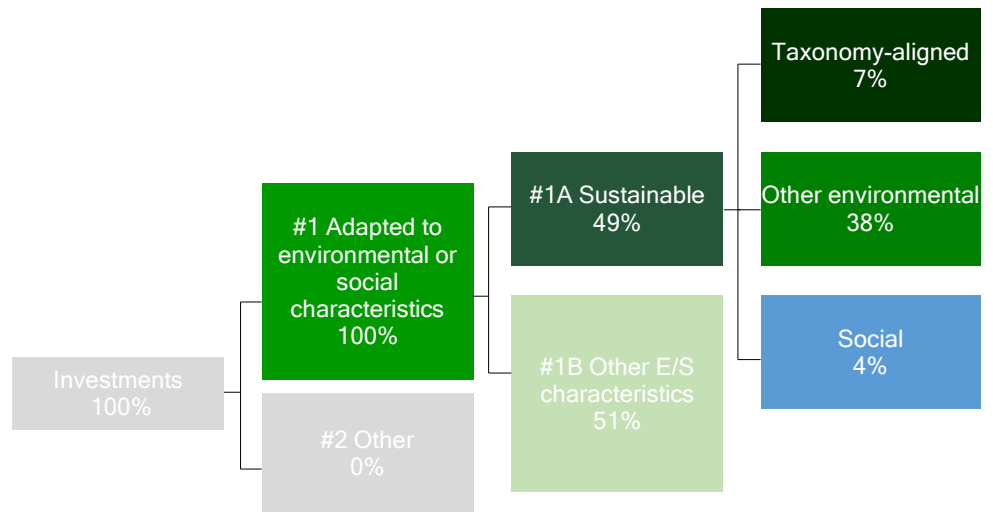 Investments
100%
#1 Adapted to
environmental or
social
characteristics
100%
#2 Other
0%
#1A Sustainable
49%
#1B Other E/S
characteristics
51%
Taxonomy-aligned
7%
Other environmental
38%
Social
4%